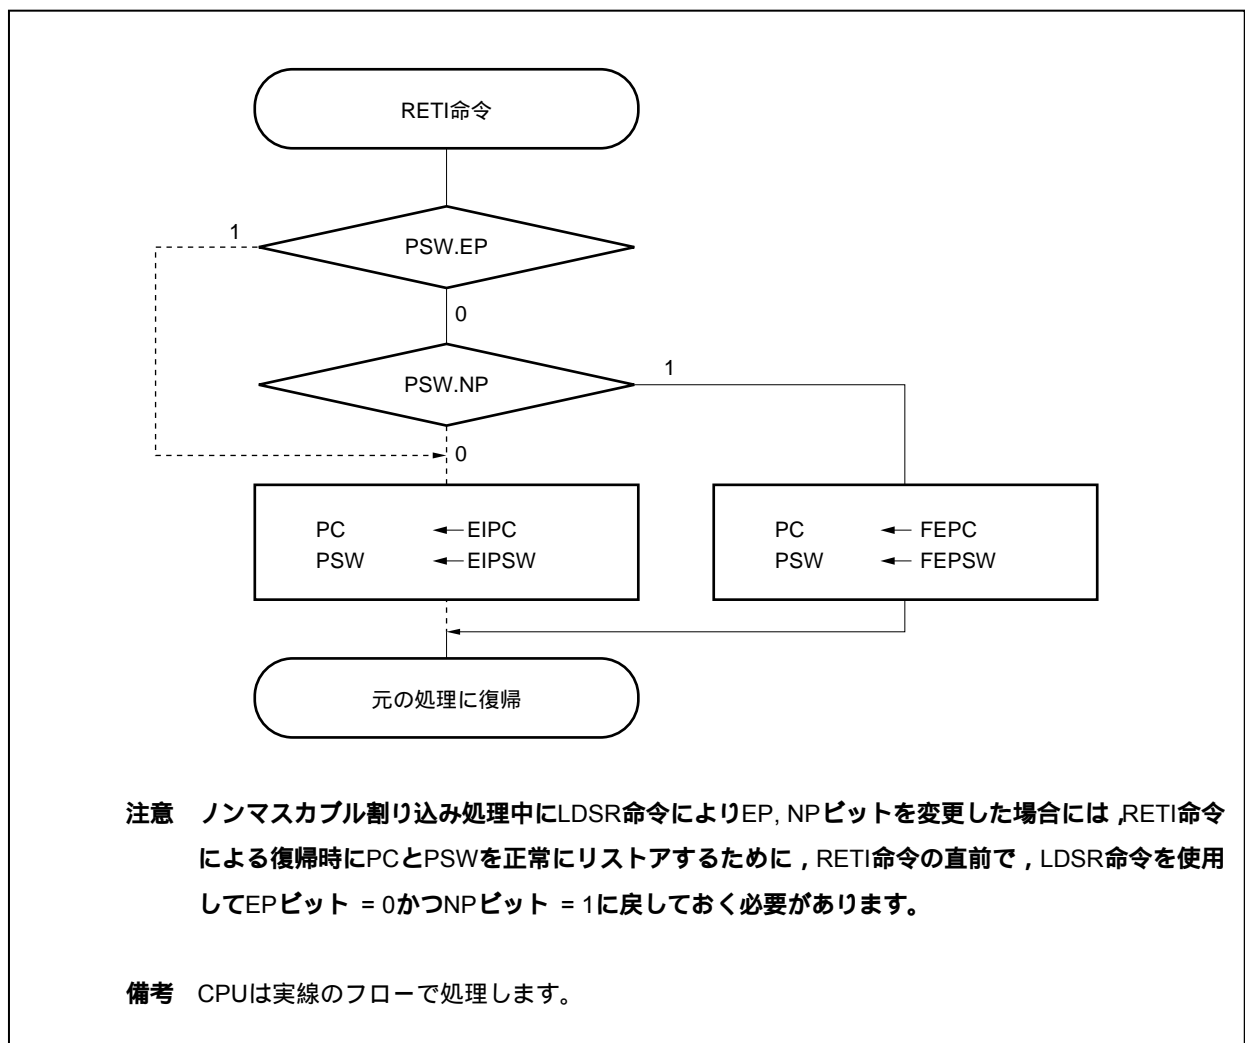 RETI命令
1
PSW.EP
0
PSW.NP
1
0
PC ← EIPC
PSW ← EIPSW
PC ← FEPC
PSW ← FEPSW
元の処理に復帰
注意 ノンマスカブル割り込み処理中にLDSR命令によりEP, NPビットを変更した場合には,RETI命令
による復帰時にPCとPSWを正常にリストアするために,RETI命令の直前で,LDSR命令を使用
してEPビット = 0かつNPビット = 1に戻しておく必要があります。
備考 CPUは実線のフローで処理します。